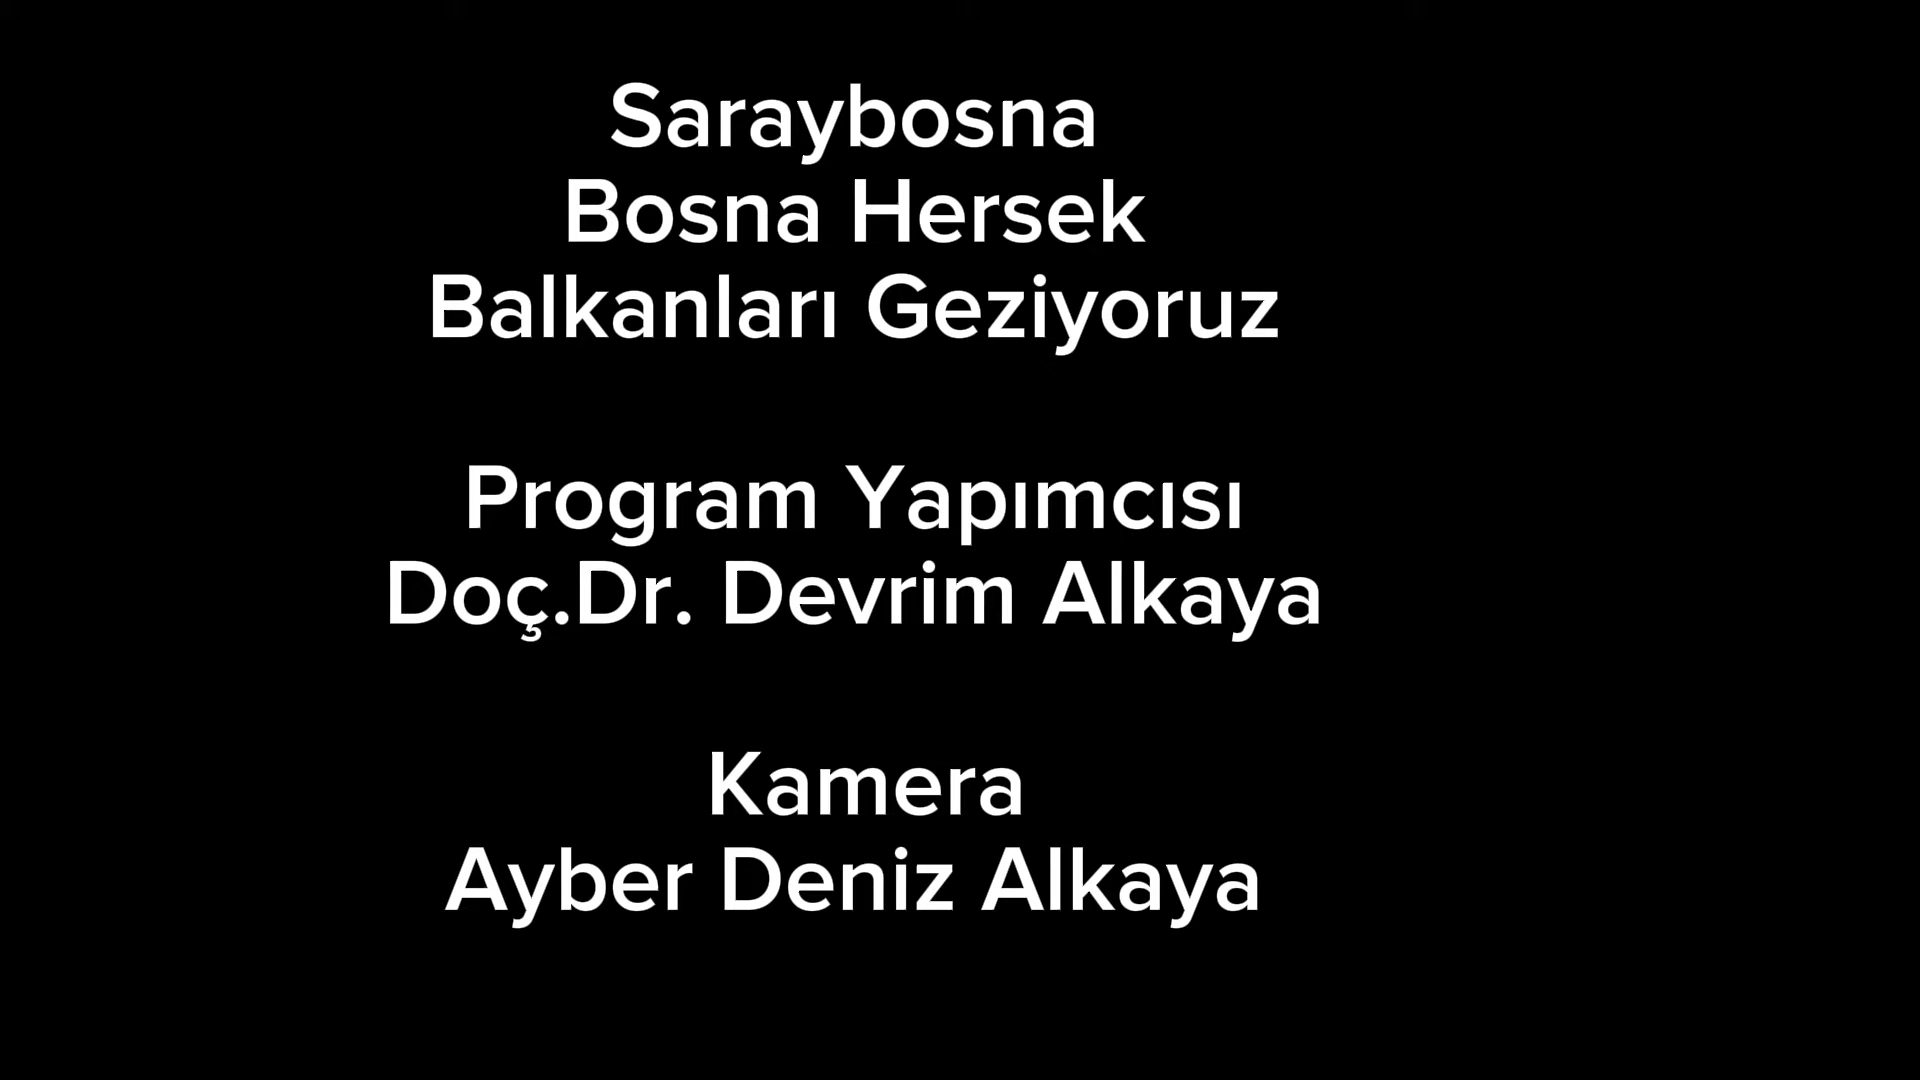 Saraybosna
Bosna Hersek
Balkanları Geziyoruz
Program Yapımcısı
Doç.Dr. Devrim Alkaya
Kamera
Ayber Deniz Alkaya